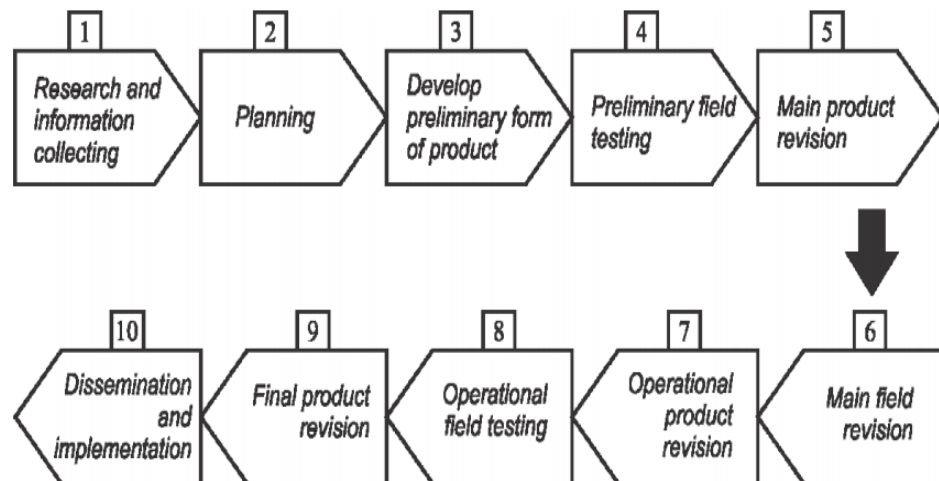 1
Research and
information
collecting
2
Planning
3
Develop
preliminary form
of product
4
Preliminary field
testing
5
Main product
revision
6
Main field
revision
7
Operational
product
revision
8
Operational
field testing
9
Final product
revision
10
Dissemination
and
implementation